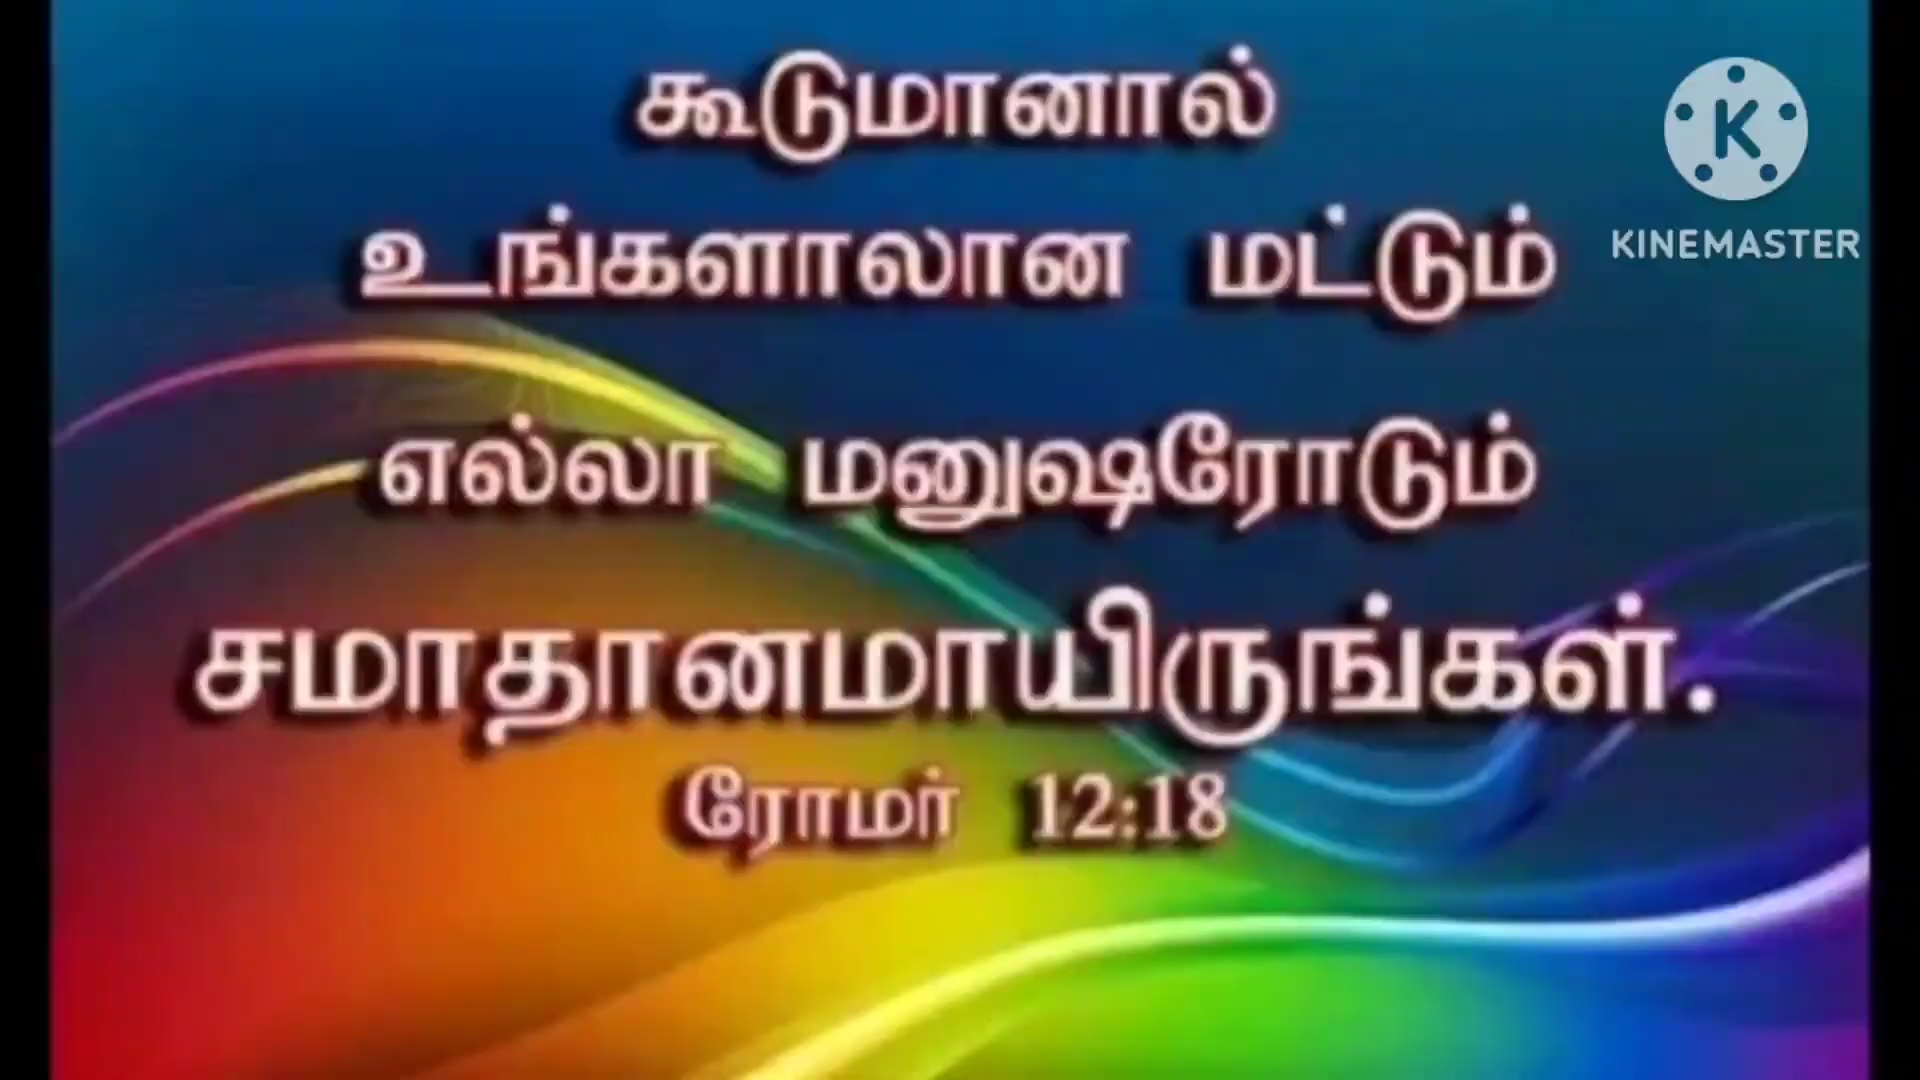 கூடுமானால்
உங்களாலான மட்டும்
எல்லா மனுஷரோடும்
சமாதானமாயிருங்கள்.
ரோமர் 12:18
K
KINEMASTER